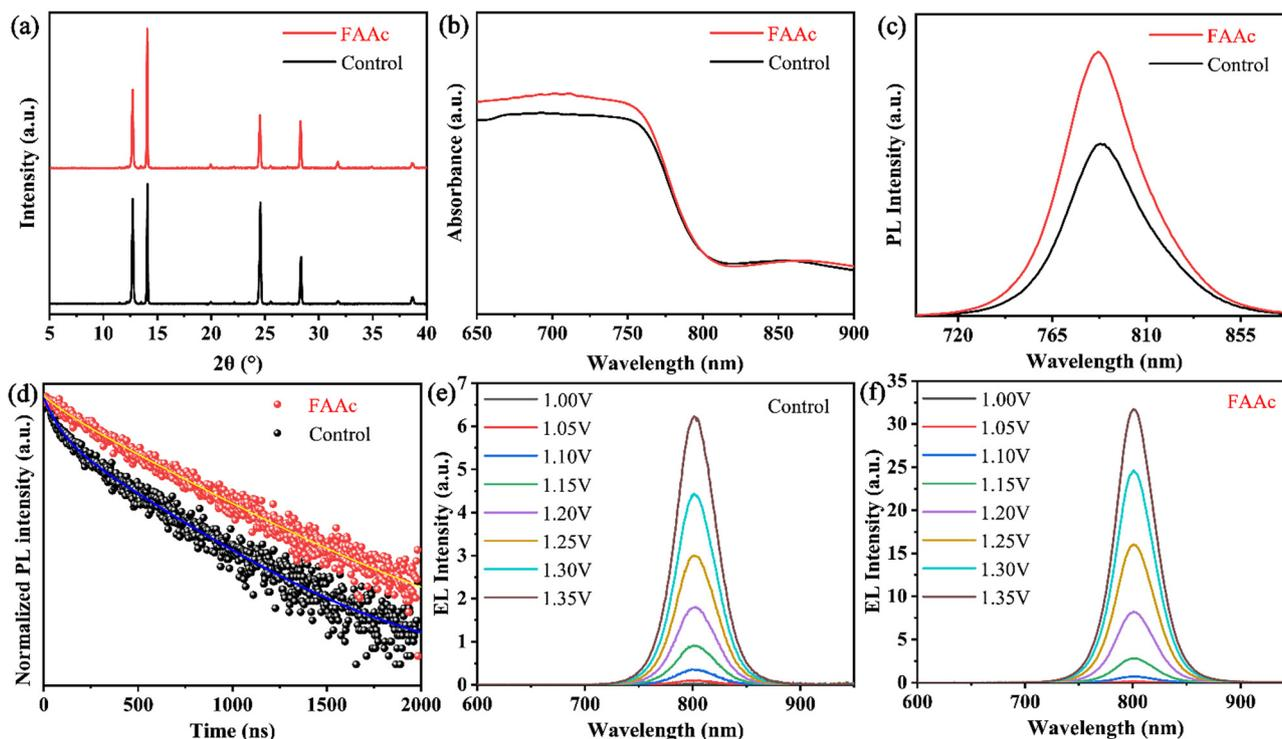 (a)
FAAc
Control
Intensity (a.u.)
5 10 15 20 25 30 35 40
2θ (°)
(b)
FAAc
Control
Absorbance (a.u.)
650 700 750 800 850 900
Wavelength (nm)
(c)
FAAc
Control
PL Intensity (a.u.)
720 765 810 855
Wavelength (nm)
(d)
FAAc
Control
Normalized PL intensity (a.u.)
0 500 1000 1500 2000
Time (ns)
(e)
Control
1.00V
1.05V
1.10V
1.15V
1.20V
1.25V
1.30V
1.35V
EL Intensity (a.u.)
7
6
5
4
3
2
1
0
600 700 800 900
Wavelength (nm)
(f)
FAAc
1.00V
1.05V
1.10V
1.15V
1.20V
1.25V
1.30V
1.35V
EL Intensity (a.u.)
35
30
25
20
15
10
5
0
600 700 800 900
Wavelength (nm)